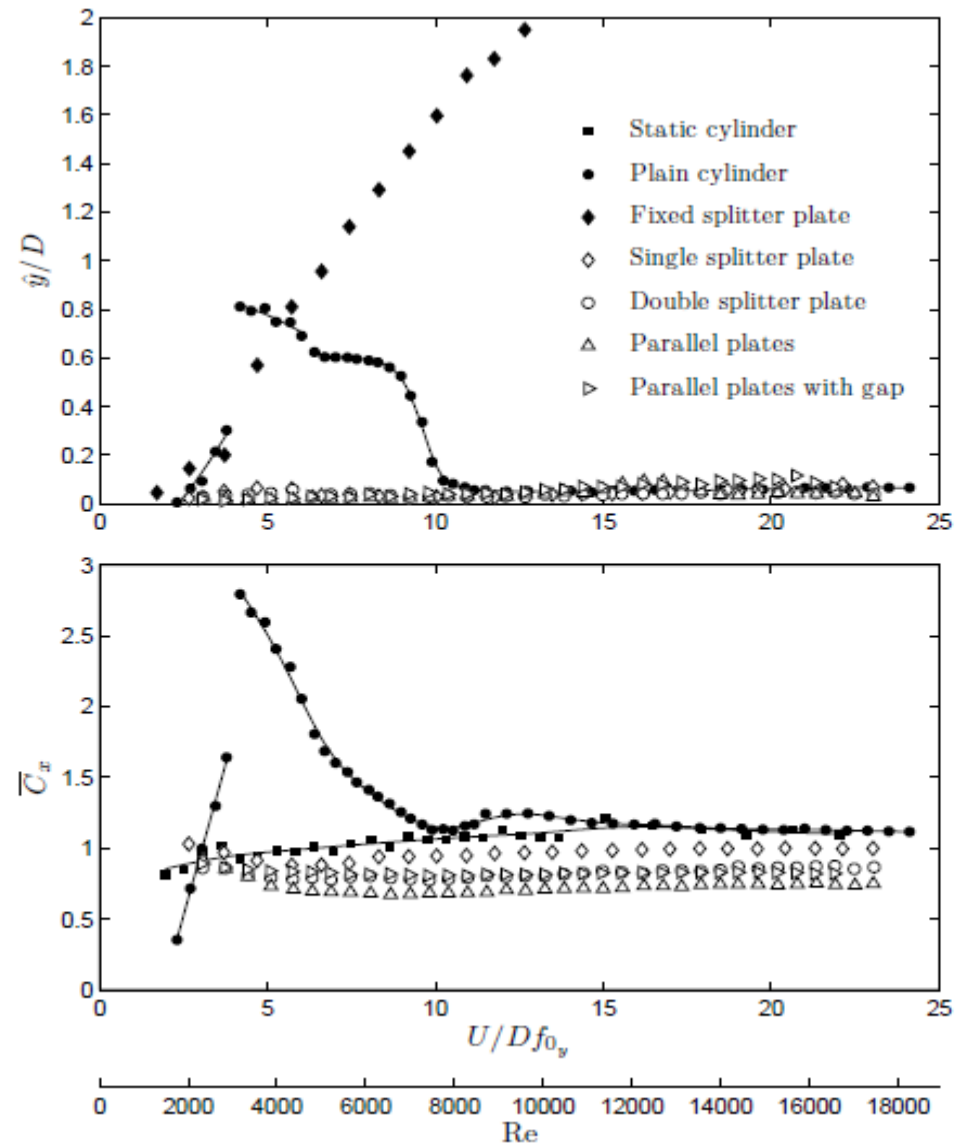 2
1.8
1.6
1.4
1.2
1
0.8
0.6
0.4
0.2
0
ŷ/D
Static cylinder
Plain cylinder
Fixed splitter plate
Single splitter plate
Double splitter plate
Parallel plates
Parallel plates with gap
0 5 10 15 20 25
3
2.5
2
1.5
1
0.5
0
C̅ₓ
0 5 10 15 20 25
U/Df₀ᵧ
0 2000 4000 6000 8000 10000 12000 14000 16000 18000
Re